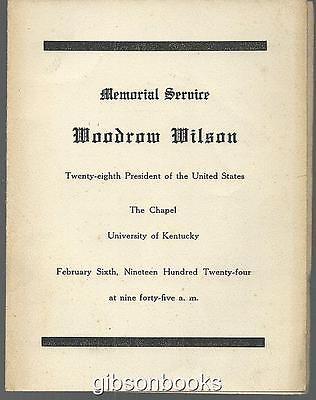 Memorial Service
Woodrow Wilson
Twenty-eighth President of the United States
The Chapel
University of Kentucky
February Sixth, Nineteen Hundred Twenty-four
at nine forty-five a. m.
gibsonbooks